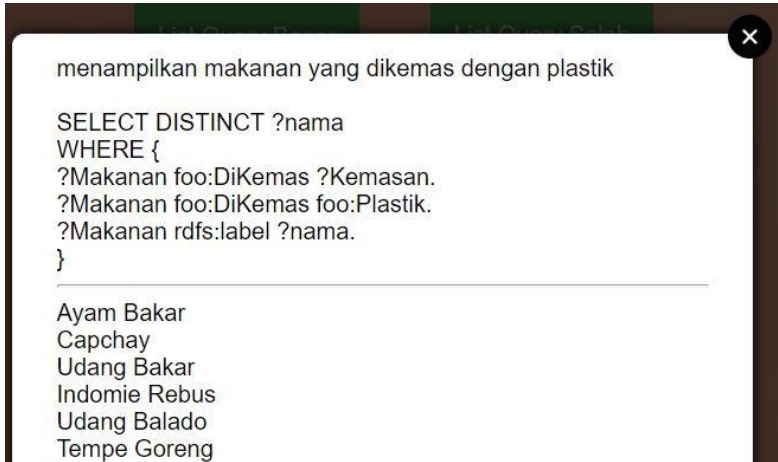 menampilkan makanan yang dikemas dengan plastik
SELECT DISTINCT ?nama
WHERE {
?Makanan foo:DiKemas ?Kemasan.
?Makanan foo:DiKemas foo:Plastik.
?Makanan rdfs:label ?nama.
}
Ayam Bakar
Capchay
Udang Bakar
Indomie Rebus
Udang Balado
Tempe Goreng